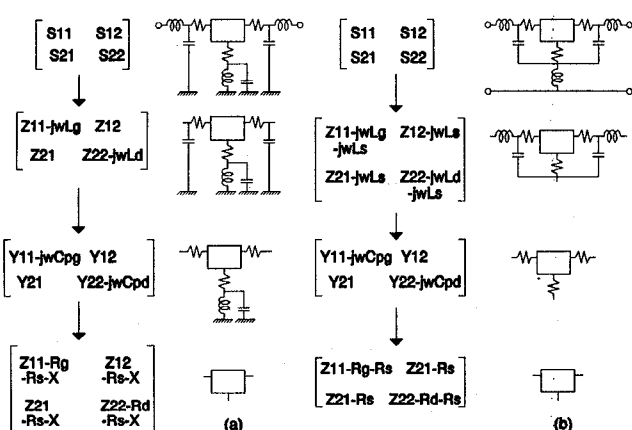 S11 S12
S21 S22
Z11-jwLg Z12
Z21 Z22-jwLd
Y11-jwCpg Y12
Y21 Y22-jwCpd
Z11-Rg Z12
-Rs-X -Rs-X
Z21 Z22-Rd
-Rs-X -Rs-X
(a)
S11 S12
S21 S22
Z11-jwLg Z12-jwLs
-jwLs
Z21-jwLs Z22-jwLd
-jwLs
Y11-jwCpg Y12
Y21 Y22-jwCpd
Z11-Rg-Rs Z21-Rs
Z21-Rs Z22-Rd-Rs
(b)